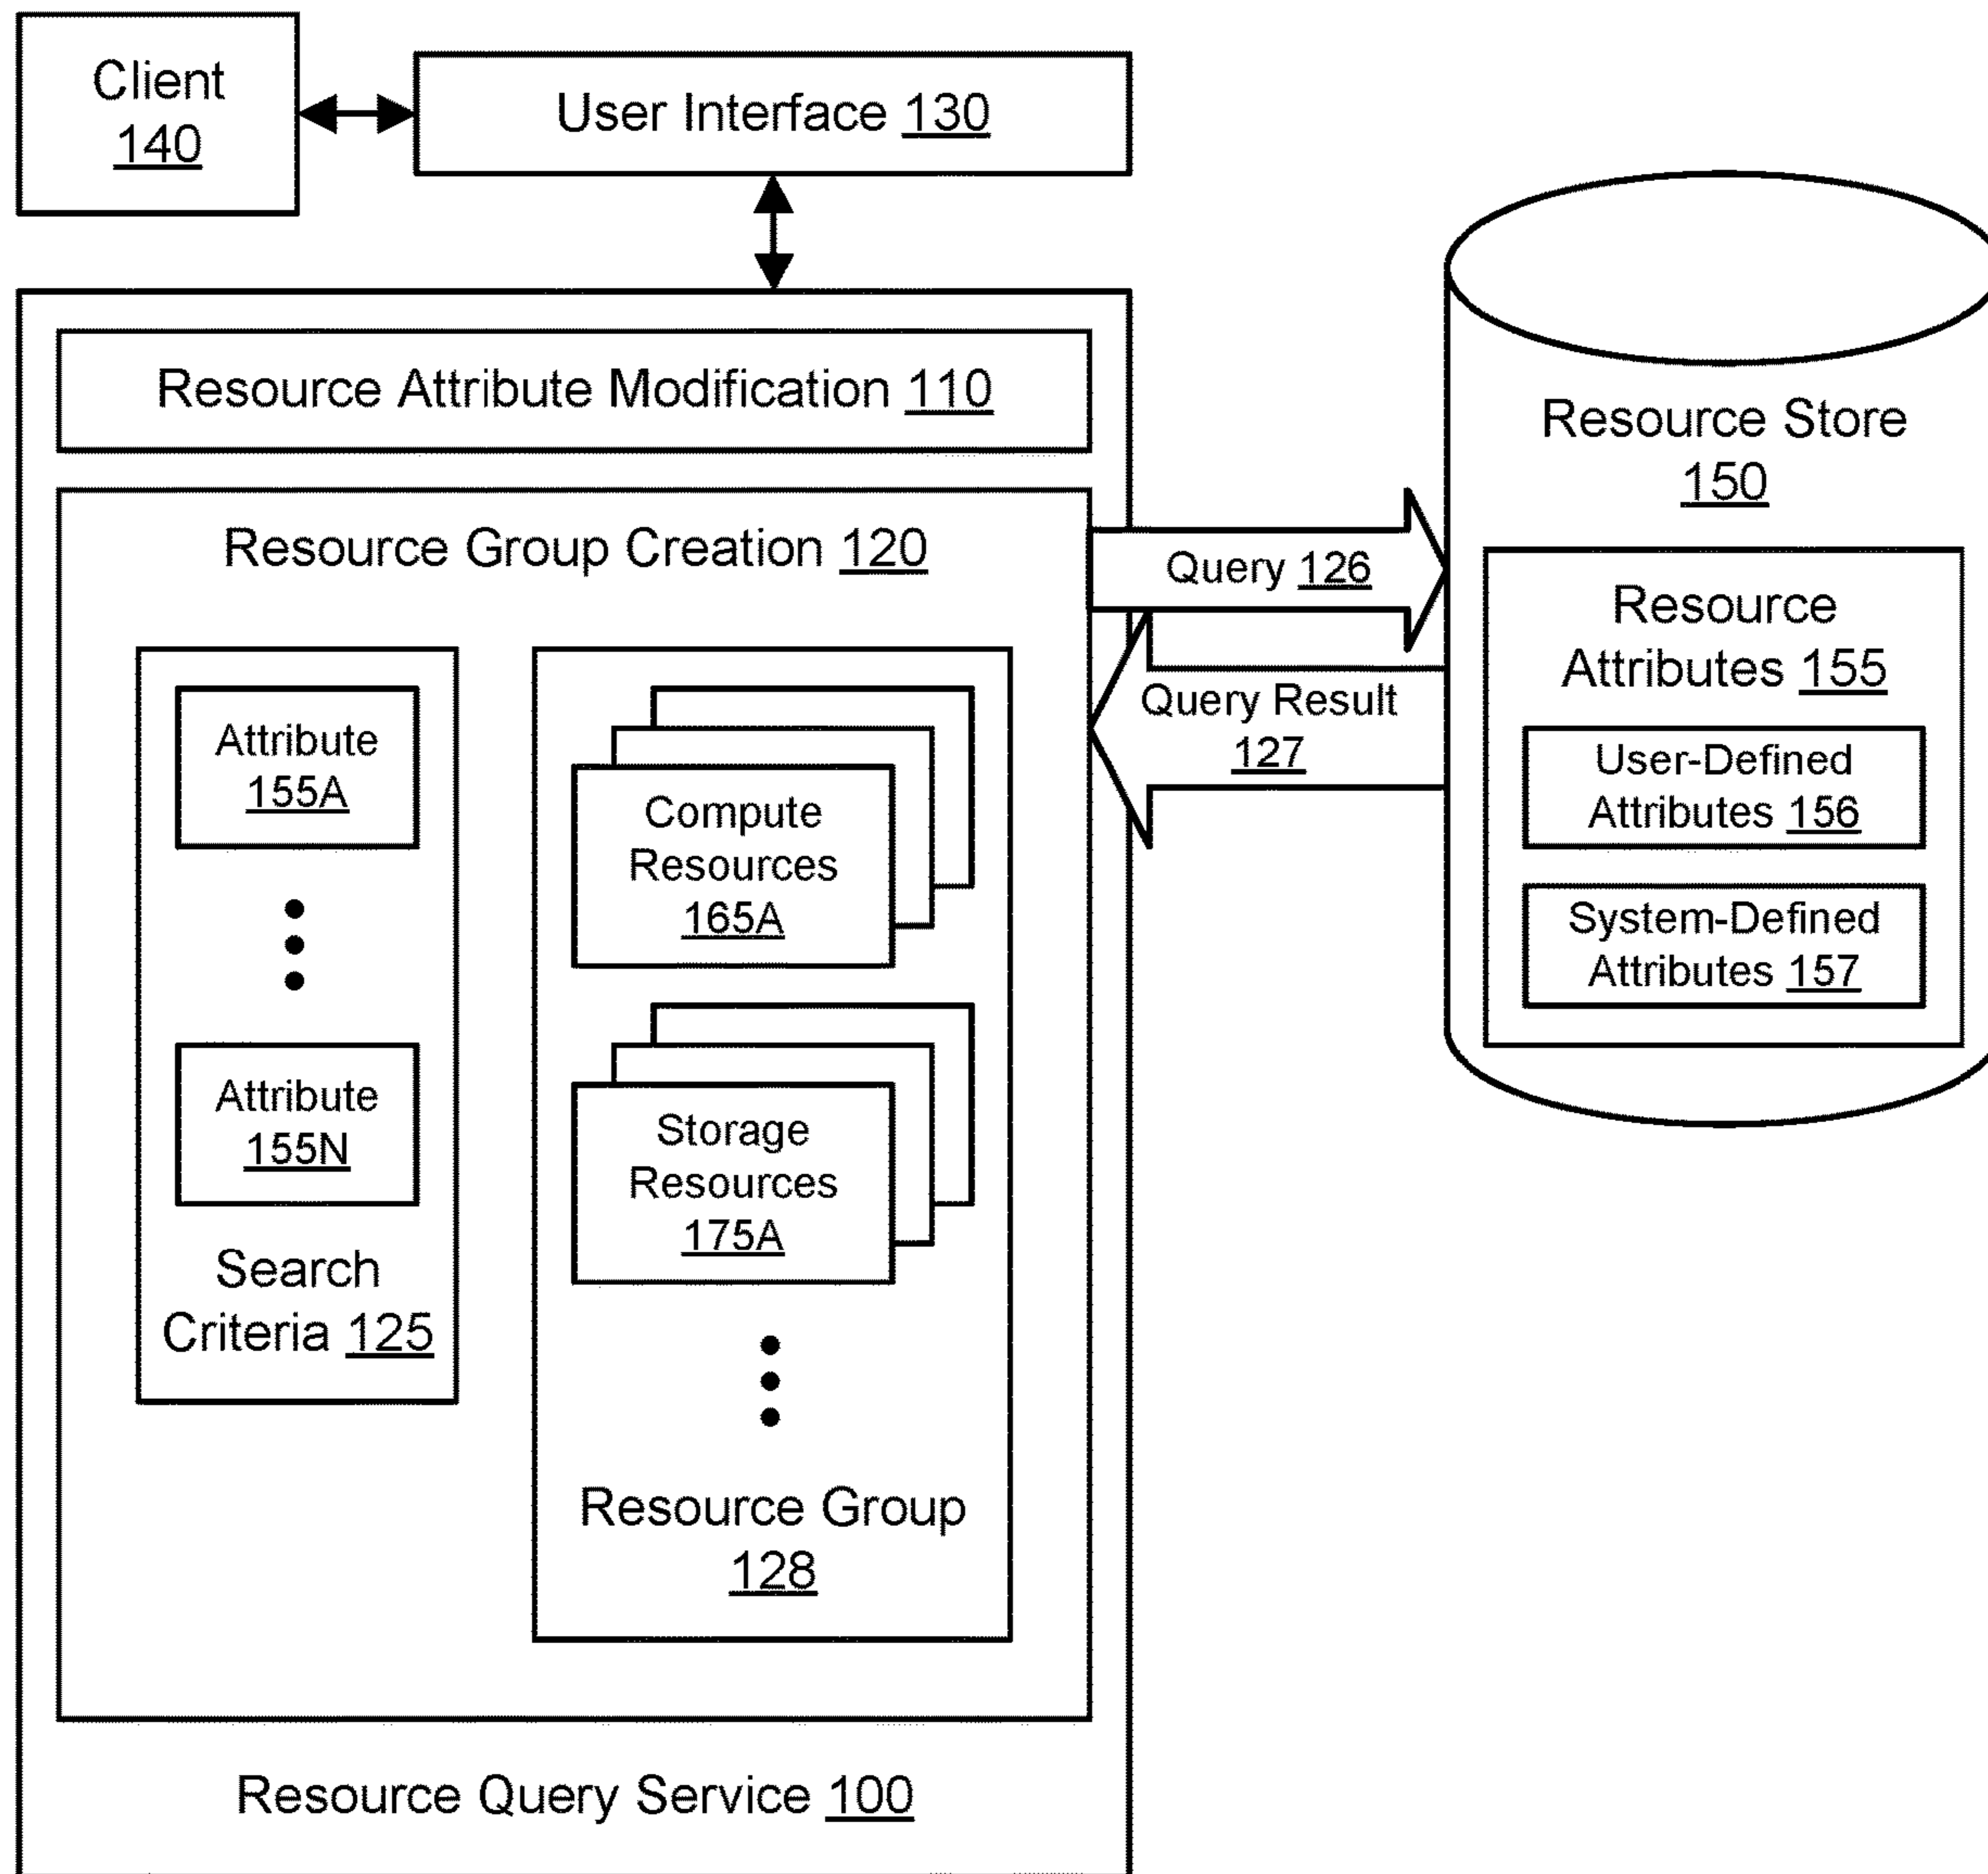 Client
140
User Interface 130
Resource Attribute Modification 110
Resource Group Creation 120
Attribute
155A
Attribute
155N
Search
Criteria 125
Compute
Resources
165A
Storage
Resources
175A
Resource Group
128
Resource Query Service 100
Query 126
Query Result
127
Resource Store
150
Resource
Attributes 155
User-Defined
Attributes 156
System-Defined
Attributes 157